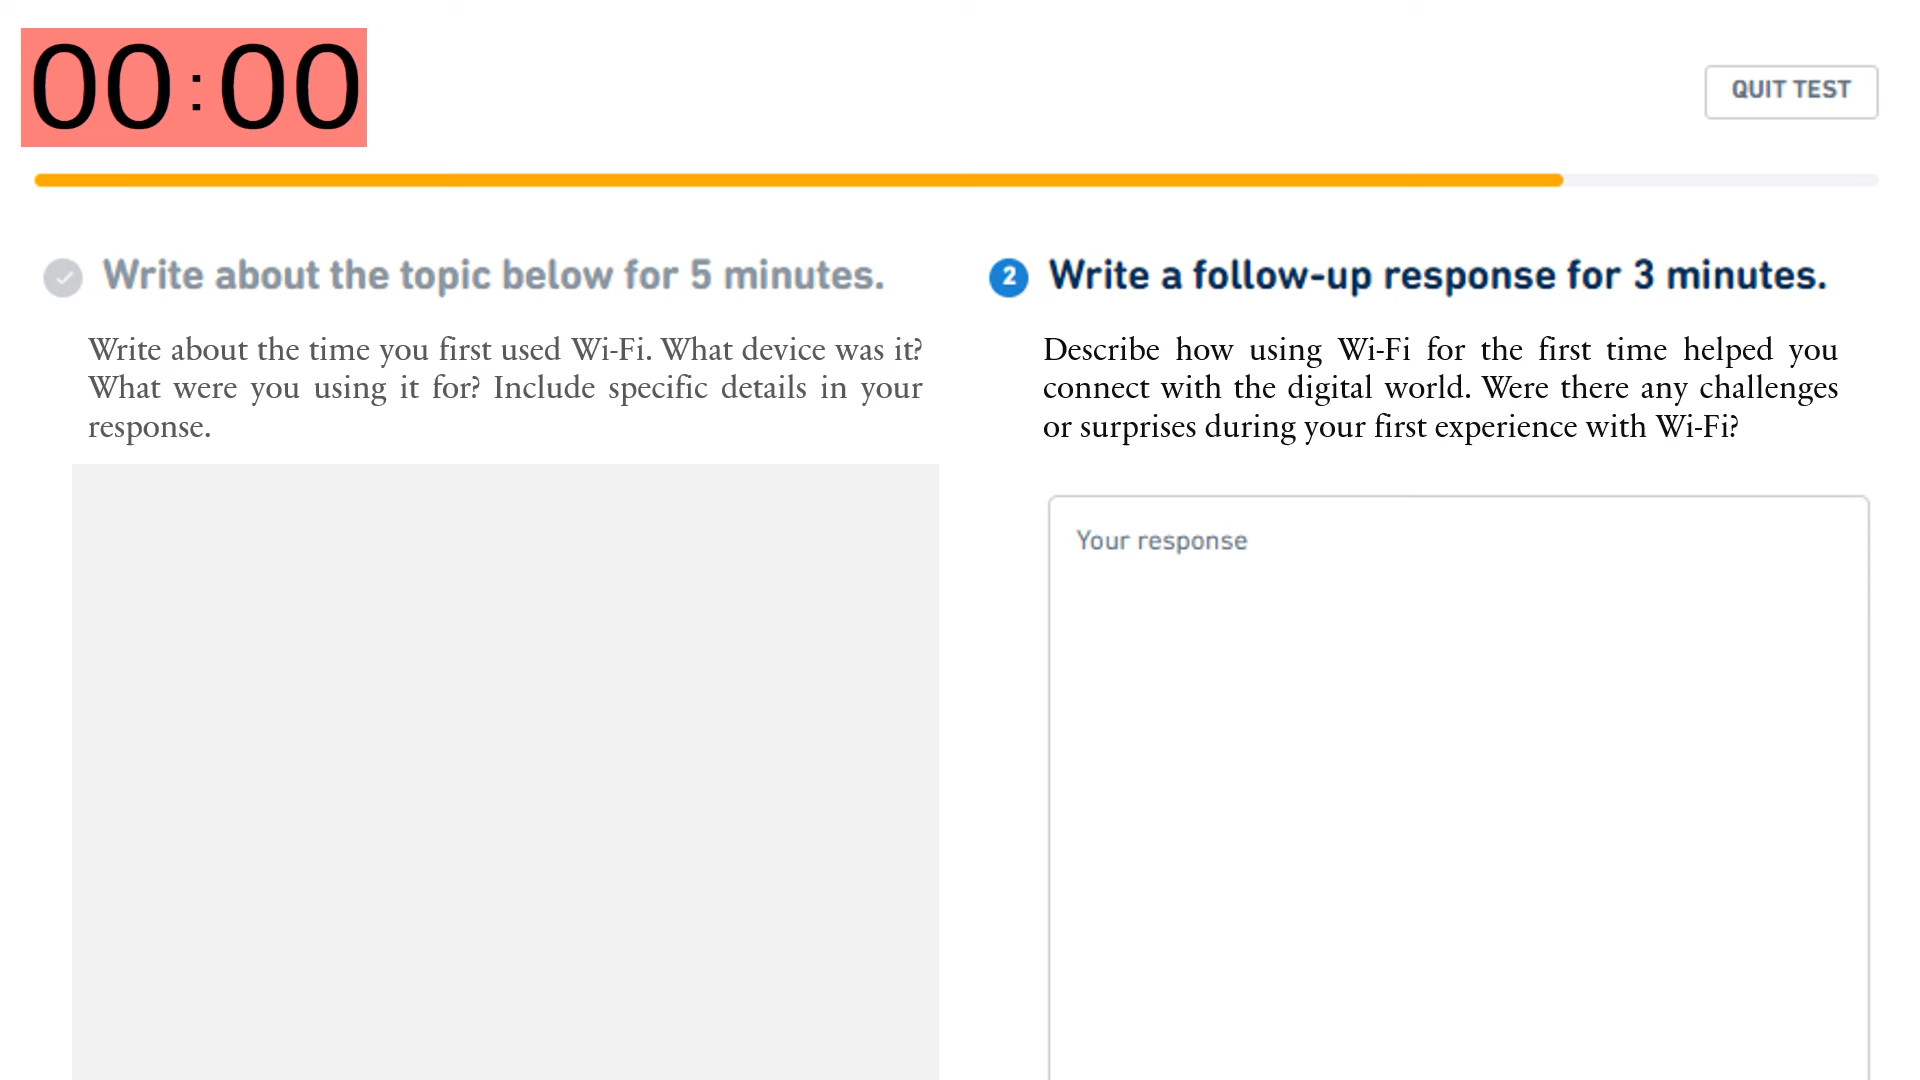 00:00
QUIT TEST
Write about the topic below for 5 minutes.
Write about the time you first used Wi-Fi. What device was it?
What were you using it for? Include specific details in your
response.
2 Write a follow-up response for 3 minutes.
Describe how using Wi-Fi for the first time helped you
connect with the digital world. Were there any challenges
or surprises during your first experience with Wi-Fi?
Your response